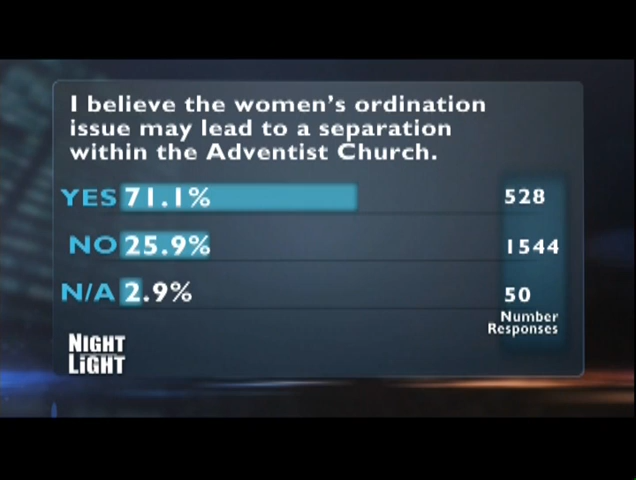 I believe the women's ordination
issue may lead to a separation
within the Adventist Church.
YES 71.1% 528
NO 25.9% 1544
N/A 2.9% 50
Number
Responses
NIGHT
LiGHT